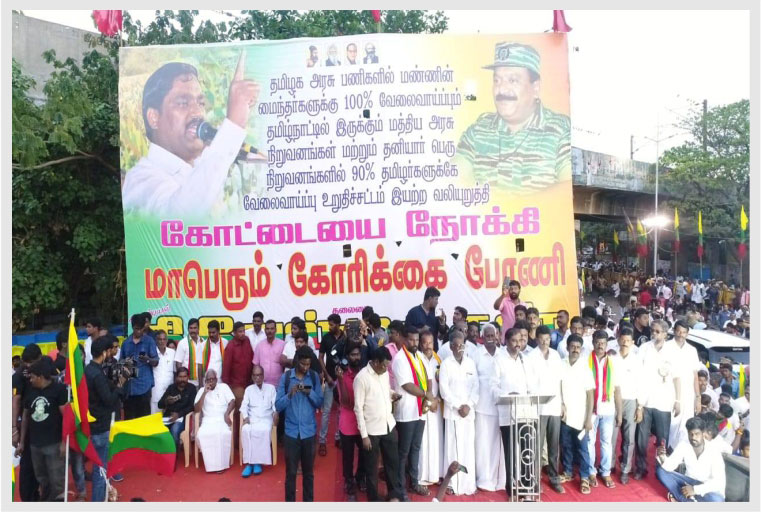 தமிழக அரசு பணிகளில் மண்ணின்
மைந்தர்களுக்கு 100% வேலைவாய்ப்பும்
தமிழ்நாட்டில் இருக்கும் மத்திய அரசு
நிறுவனங்கள் மற்றும் தனியார் பெரு
நிறுவனங்களில் 90% தமிழர்களுக்கே
வேலைவாய்ப்பு உறுதிச்சட்டம் இயற்ற வலியுறுத்தி
கோட்டையை நோக்கி
மாபெரும் கோரிக்கை பேரணி